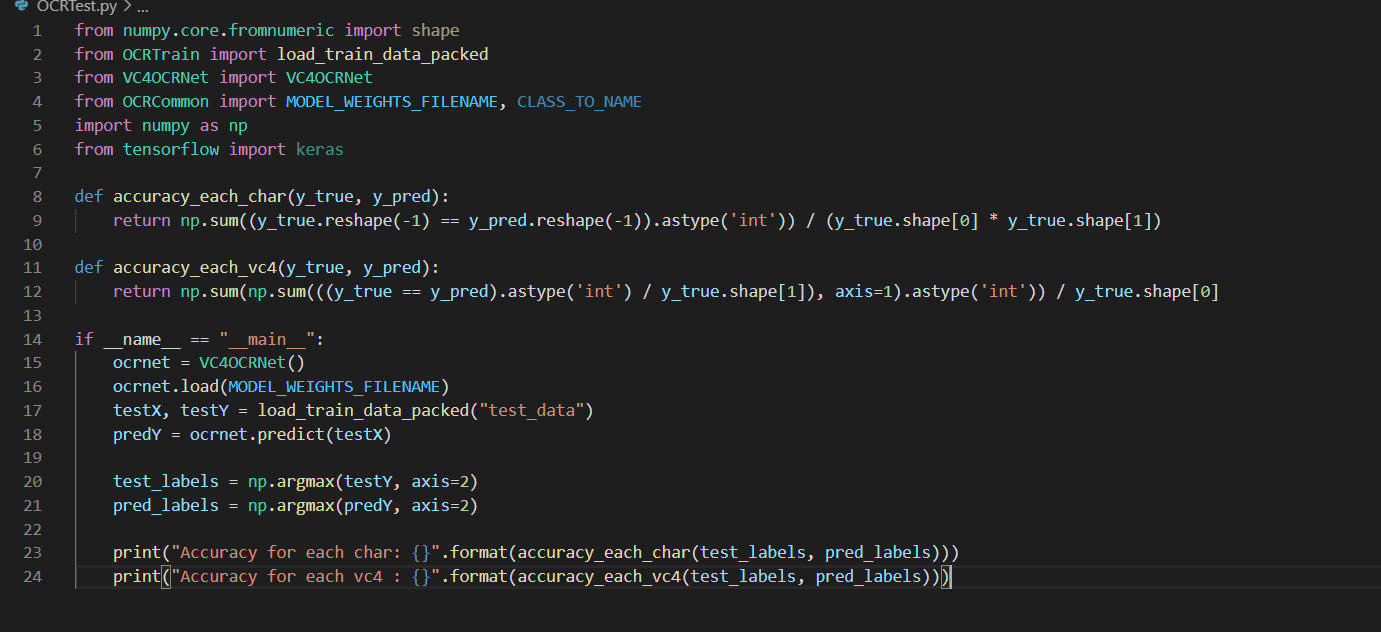 OCRTest.py > ...
1 from numpy.core.fromnumeric import shape
2 from OCRTrain import load_train_data_packed
3 from VC4OCRNet import VC4OCRNet
4 from OCRCommon import MODEL_WEIGHTS_FILENAME, CLASS_TO_NAME
5 import numpy as np
6 from tensorflow import keras
7
8 def accuracy_each_char(y_true, y_pred):
9     return np.sum((y_true.reshape(-1) == y_pred.reshape(-1)).astype('int')) / (y_true.shape[0] * y_true.shape[1])
10
11 def accuracy_each_vc4(y_true, y_pred):
12     return np.sum(np.sum(((y_true == y_pred).astype('int') / y_true.shape[1]), axis=1).astype('int')) / y_true.shape[0]
13
14 if __name__ == "__main__":
15     ocrnet = VC4OCRNet()
16     ocrnet.load(MODEL_WEIGHTS_FILENAME)
17     testX, testY = load_train_data_packed("test_data")
18     predY = ocrnet.predict(testX)
19
20     test_labels = np.argmax(testY, axis=2)
21     pred_labels = np.argmax(predY, axis=2)
22
23     print("Accuracy for each char: {}".format(accuracy_each_char(test_labels, pred_labels)))
24     print("Accuracy for each vc4 : {}".format(accuracy_each_vc4(test_labels, pred_labels)))